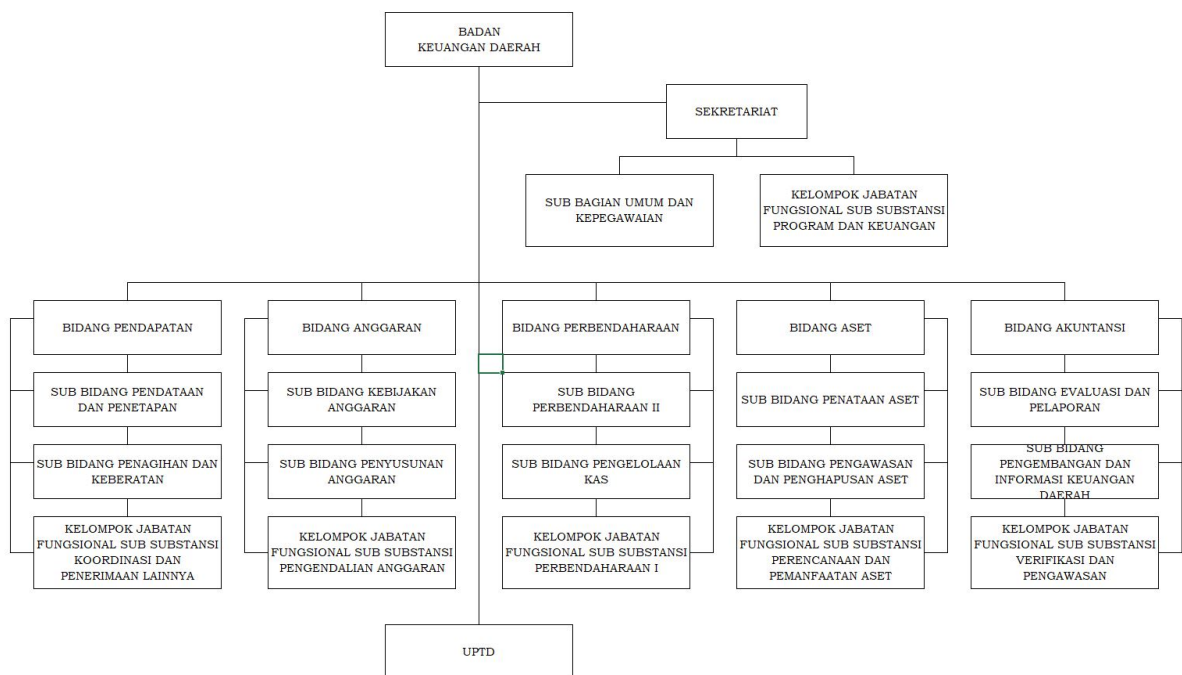 BADAN
KEUANGAN DAERAH
SEKRETARIAT
SUB BAGIAN UMUM DAN
KEPEGAWAIAN
KELOMPOK JABATAN
FUNGSIONAL SUB SUBSTANSI
PROGRAM DAN KEUANGAN
BIDANG PENDAPATAN
BIDANG ANGGARAN
BIDANG PERBENDAHARAAN
BIDANG ASET
BIDANG AKUNTANSI
SUB BIDANG PENDATAAN
DAN PENETAPAN
SUB BIDANG KEBIJAKAN
ANGGARAN
SUB BIDANG
PERBENDAHARAAN II
SUB BIDANG PENATAAN ASET
SUB BIDANG EVALUASI DAN
PELAPORAN
SUB BIDANG PENAGIHAN DAN
KEBERATAN
SUB BIDANG PENYUSUNAN
ANGGARAN
SUB BIDANG PENGELOLAAN
KAS
SUB BIDANG PENGAWASAN
DAN PENGHAPUSAN ASET
SUB BIDANG
PENGEMBANGAN DAN
INFORMASI KEUANGAN
DAERAH
KELOMPOK JABATAN
FUNGSIONAL SUB SUBSTANSI
KOORDINASI DAN
PENERIMAAN LAINNYA
KELOMPOK JABATAN
FUNGSIONAL SUB SUBSTANSI
PENGENDALIAN ANGGARAN
KELOMPOK JABATAN
FUNGSIONAL SUB SUBSTANSI
PERBENDAHARAAN I
KELOMPOK JABATAN
FUNGSIONAL SUB SUBSTANSI
PERENCANAAN DAN
PEMANFAATAN ASET
KELOMPOK JABATAN
FUNGSIONAL SUB SUBSTANSI
VERIFIKASI DAN
PENGAWASAN
UPTD